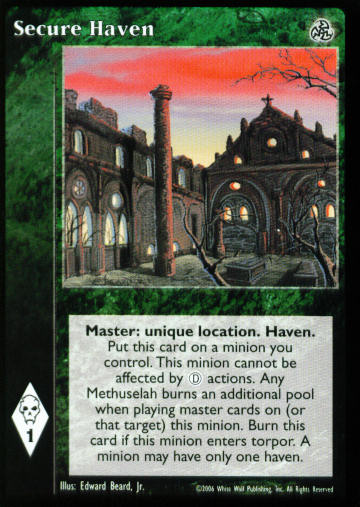 Secure Haven
Master: unique location. Haven.
Put this card on a minion you
control. This minion cannot be
affected by Ⓓ actions. Any
Methuselah burns an additional pool
when playing master cards on (or
that target) this minion. Burn this
card if this minion enters torpor. A
minion may have only one haven.
1
Illus: Edward Beard, Jr. ©2006 White Wolf Publishing, Inc. All Rights Reserved.